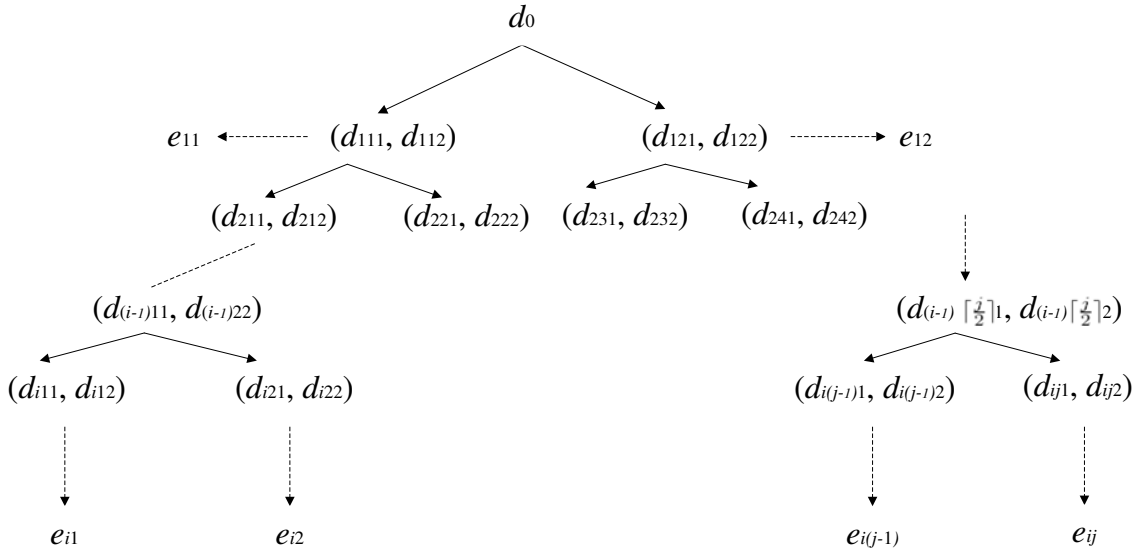 d0
e11 (d111, d112) (d121, d122) e12
(d211, d212) (d221, d222) (d231, d232) (d241, d242)
(d(i-1)11, d(i-1)22) (d(i-1)⌈j/2⌉1, d(i-1)⌈j/2⌉2)
(di11, di12) (di21, di22) (di(j-1)1, di(j-1)2) (dij1, dij2)
ei1 ei2 ei(j-1) eij